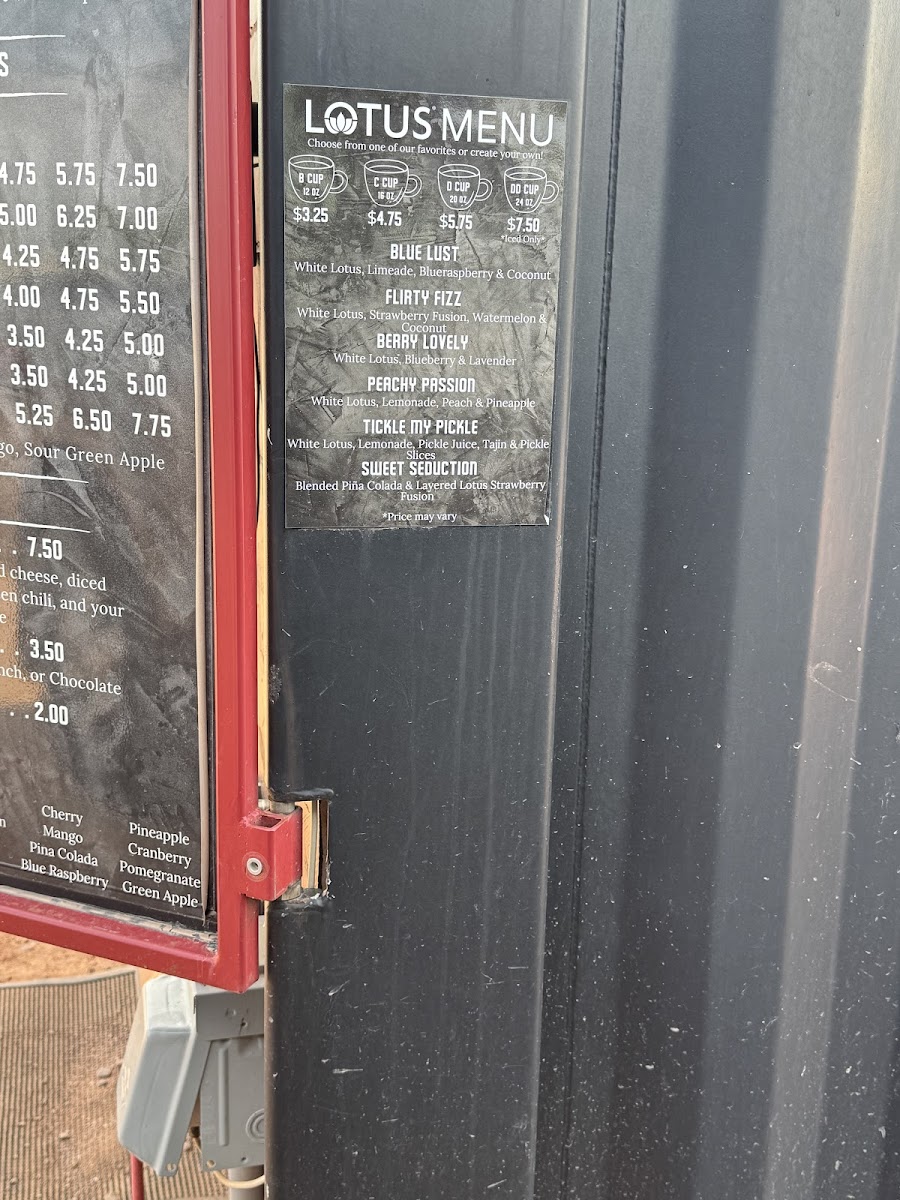 S
4.75 5.75 7.50
5.00 6.25 7.00
4.25 4.75 5.75
4.00 4.75 5.50
3.50 4.25 5.00
3.50 4.25 5.00
5.25 6.50 7.75
go, Sour Green Apple
. . 7.50
d cheese, diced
en chili, and your
e
. . 3.50
nch, or Chocolate
. . . 2.00
Cherry
Mango
Pina Colada
Blue Raspberry
Pineapple
Cranberry
Pomegranate
Green Apple
LOTUS® MENU
Choose from one of our favorites or create your own!
B CUP
12 OZ
$3.25
C CUP
16 OZ
$4.75
D CUP
20 OZ
$5.75
DD CUP
24 OZ
$7.50
*Iced Only*
BLUE LUST
White Lotus, Limeade, Blueraspberry & Coconut
FLIRTY FIZZ
White Lotus, Strawberry Fusion, Watermelon &
Coconut
BERRY LOVELY
White Lotus, Blueberry & Lavender
PEACHY PASSION
White Lotus, Lemonade, Peach & Pineapple
TICKLE MY PICKLE
White Lotus, Lemonade, Pickle Juice, Tajin & Pickle
Slices
SWEET SEDUCTION
Blended Piña Colada & Layered Lotus Strawberry
Fusion
*Price may vary